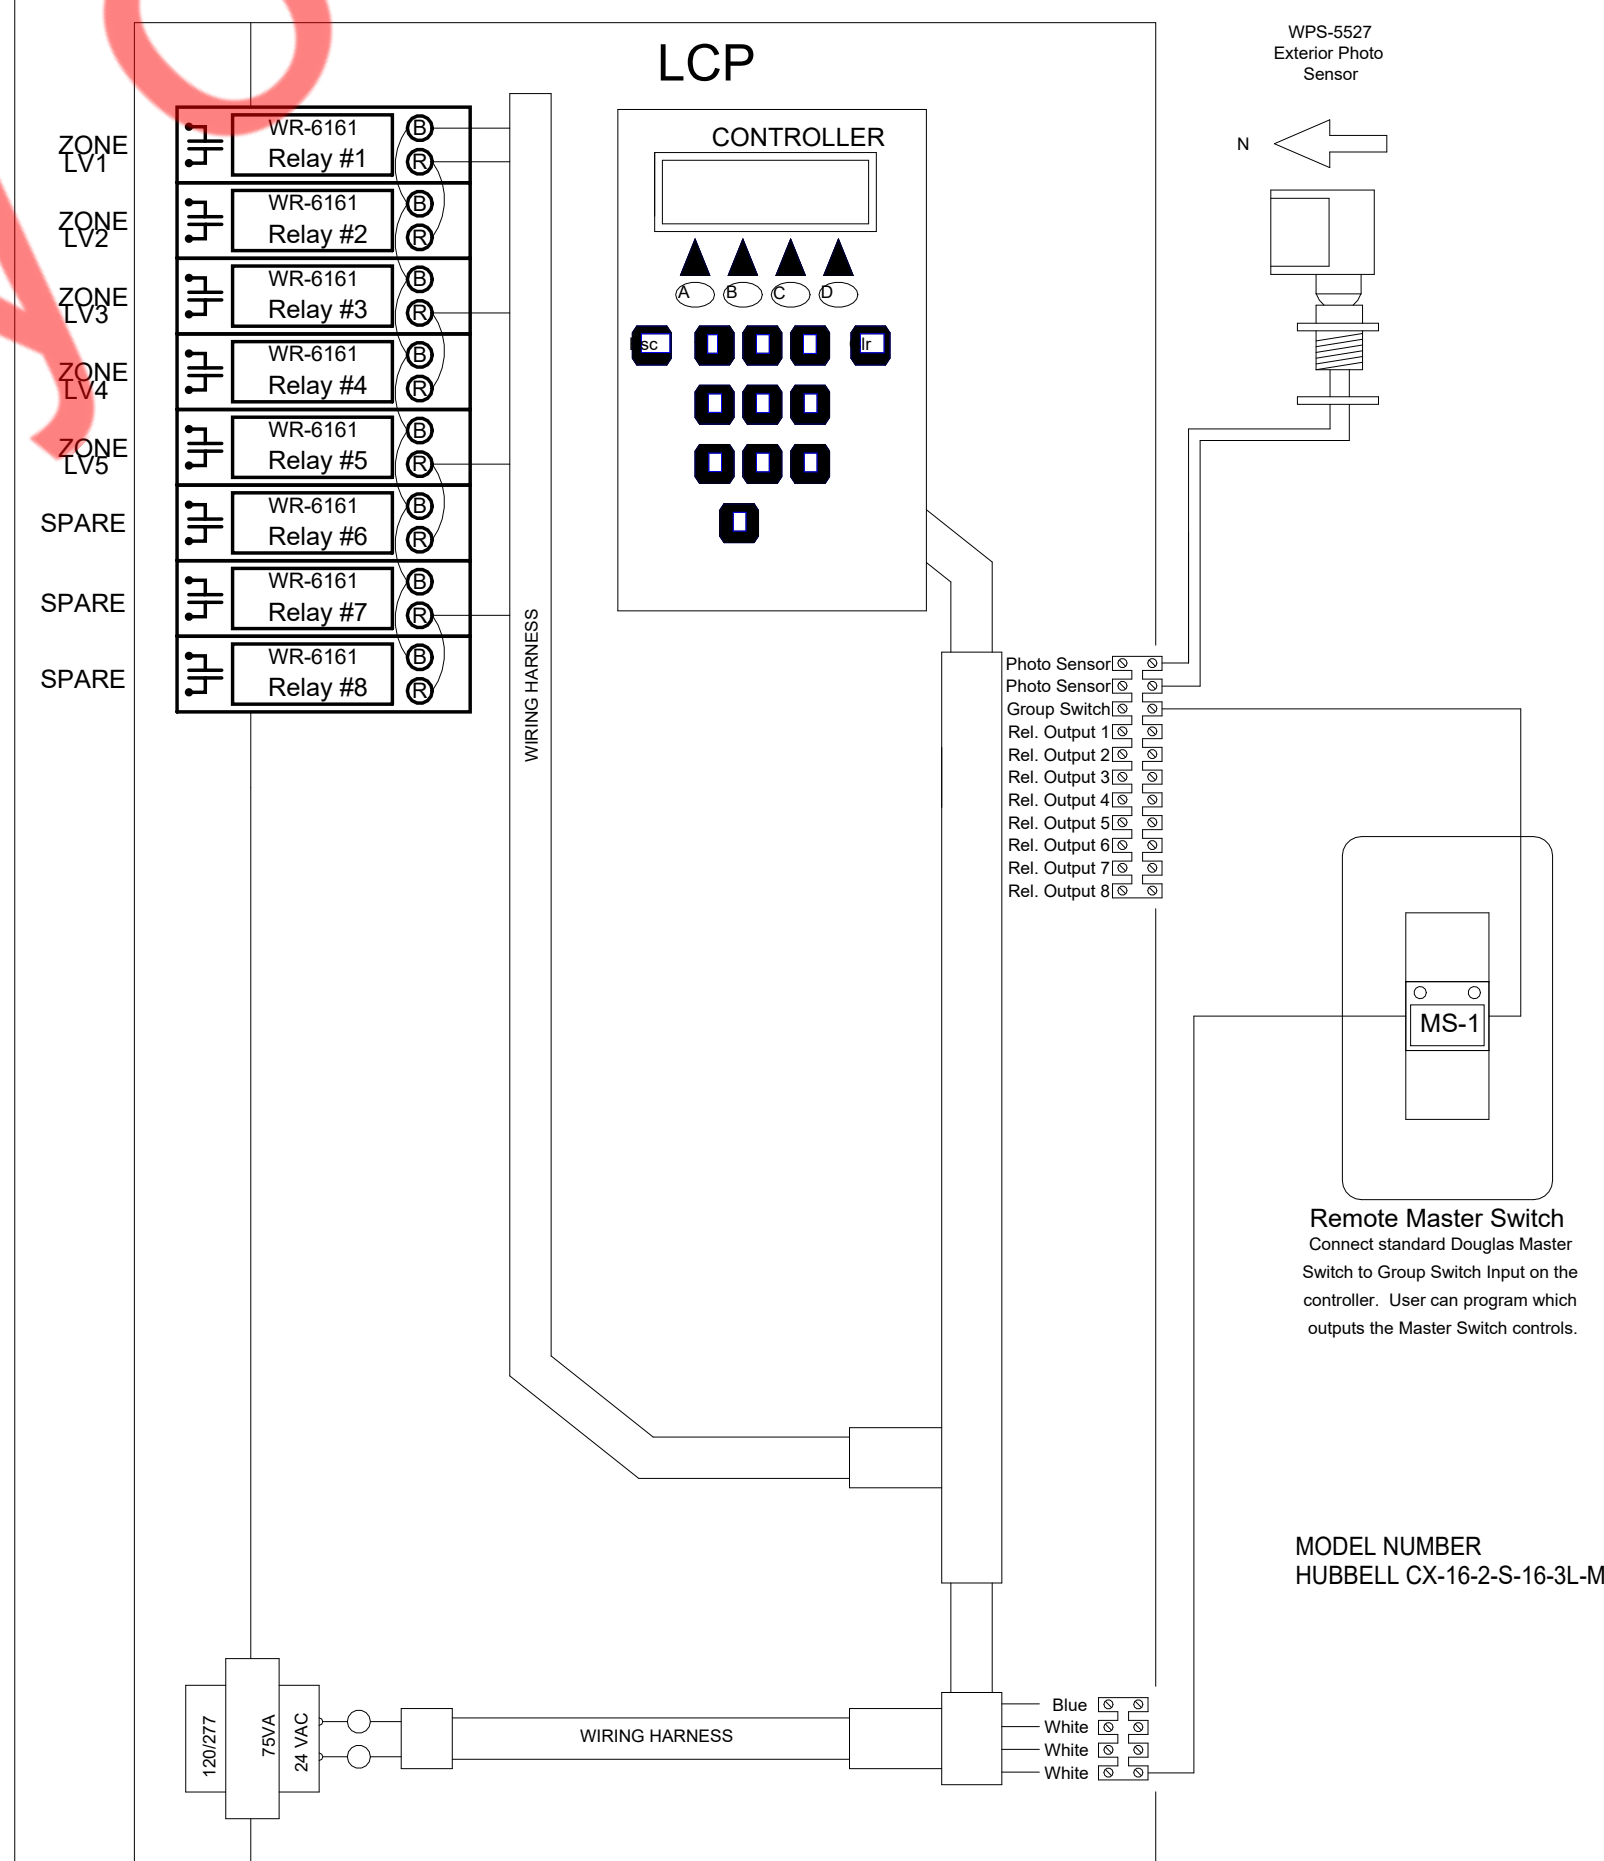 LCP
WPS-5527
Exterior Photo
Sensor
N
ZONE
LV1
WR-6161
Relay #1
B
R
ZONE
LV2
WR-6161
Relay #2
B
R
ZONE
LV3
WR-6161
Relay #3
B
R
ZONE
LV4
WR-6161
Relay #4
B
R
ZONE
LV5
WR-6161
Relay #5
B
R
SPARE
WR-6161
Relay #6
B
R
SPARE
WR-6161
Relay #7
B
R
SPARE
WR-6161
Relay #8
B
R
WIRING HARNESS
CONTROLLER
A B C D
sc lr
Photo Sensor
Photo Sensor
Group Switch
Rel. Output 1
Rel. Output 2
Rel. Output 3
Rel. Output 4
Rel. Output 5
Rel. Output 6
Rel. Output 7
Rel. Output 8
MS-1
Remote Master Switch
Connect standard Douglas Master
Switch to Group Switch Input on the
controller. User can program which
outputs the Master Switch controls.
MODEL NUMBER
HUBBELL CX-16-2-S-16-3L-M
120/277
75VA
24 VAC
WIRING HARNESS
Blue
White
White
White